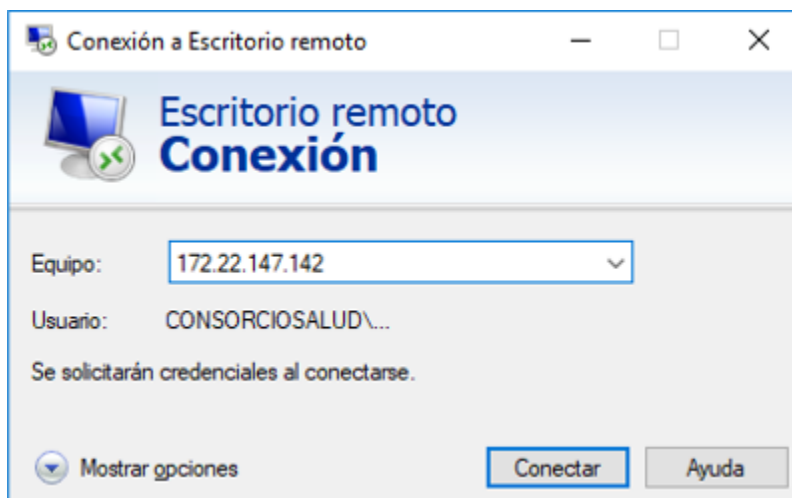 Conexión a Escritorio remoto
Escritorio remoto
Conexión
Equipo: 172.22.147.142
Usuario: CONSORCIOSALUD\...
Se solicitarán credenciales al conectarse.
Mostrar opciones Conectar Ayuda